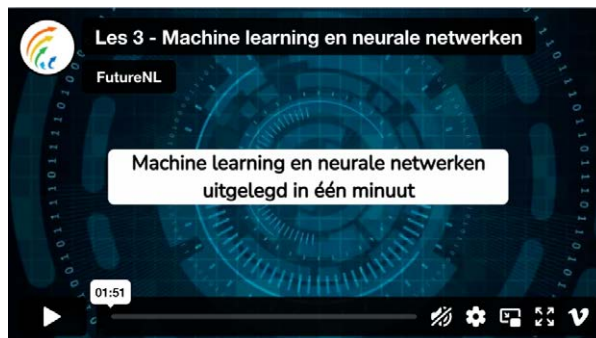 Les 3 - Machine learning en neurale netwerken
FutureNL
Machine learning en neurale netwerken
uitgelegd in één minuut
01:51